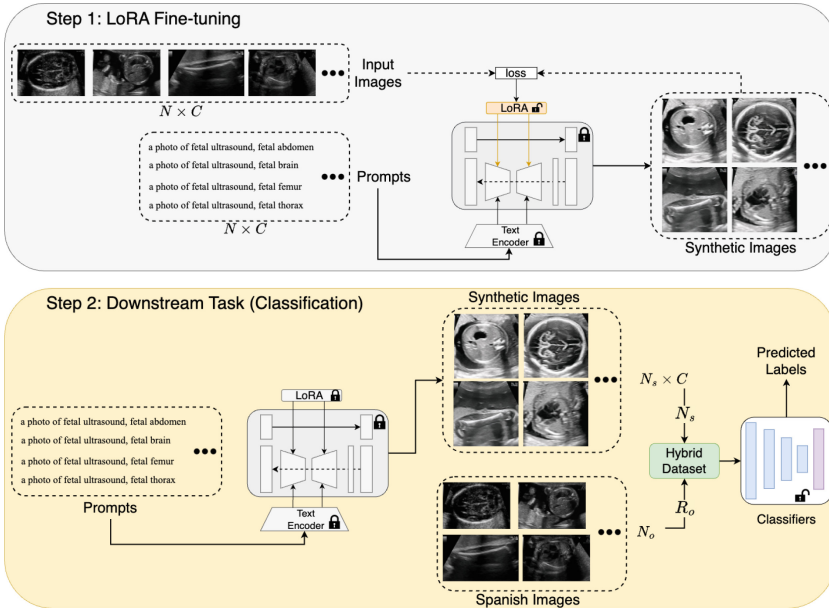 Step 1: LoRA Fine-tuning
Input
Images
loss
N × C
LoRA
a photo of fetal ultrasound, fetal abdomen
a photo of fetal ultrasound, fetal brain
a photo of fetal ultrasound, fetal femur
a photo of fetal ultrasound, fetal thorax
Prompts
N × C
Text
Encoder
Synthetic Images
Step 2: Downstream Task (Classification)
Synthetic Images
LoRA
a photo of fetal ultrasound, fetal abdomen
a photo of fetal ultrasound, fetal brain
a photo of fetal ultrasound, fetal femur
a photo of fetal ultrasound, fetal thorax
Prompts
Text
Encoder
Spanish Images
Nₛ × C
Nₛ
Hybrid
Dataset
Rₒ
Nₒ
Predicted
Labels
Classifiers